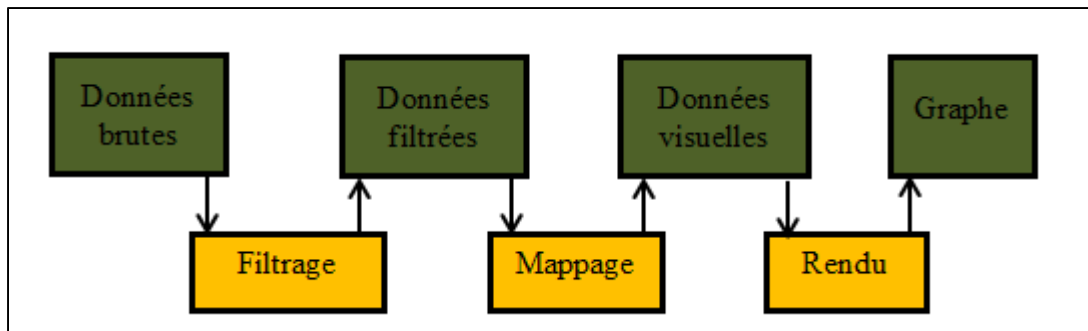 Données
brutes
Données
filtrées
Données
visuelles
Graphe
Filtrage
Mappage
Rendu